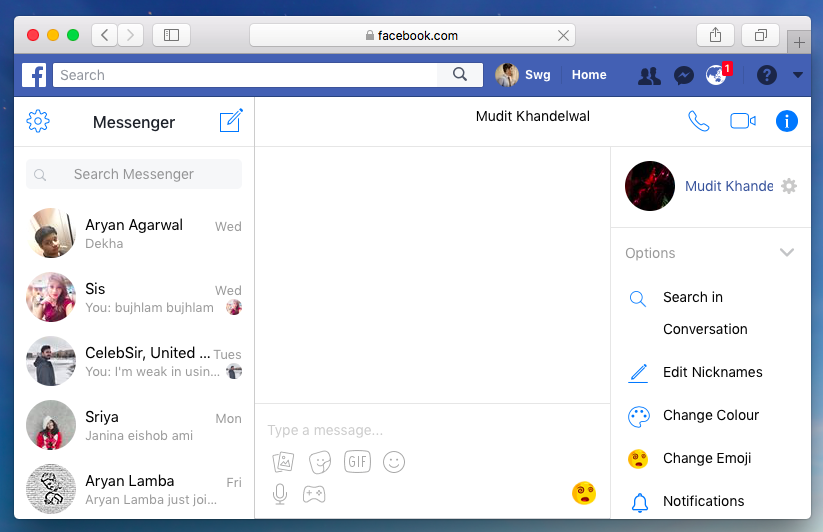 facebook.com
f
Search
Swg
Home
1
?
Messenger
Mudit Khandelwal
i
Search Messenger
Aryan Agarwal
Wed
Dekha
Sis
Wed
You: bujhlam bujhlam
CelebSir, United ...
Tues
You: I'm weak in usin...
Sriya
Mon
Janina eishob ami
Aryan Lamba
Fri
Aryan Lamba just joi...
Type a message...
GIF
Mudit Khande
Options
Search in
Conversation
Edit Nicknames
Change Colour
Change Emoji
Notifications